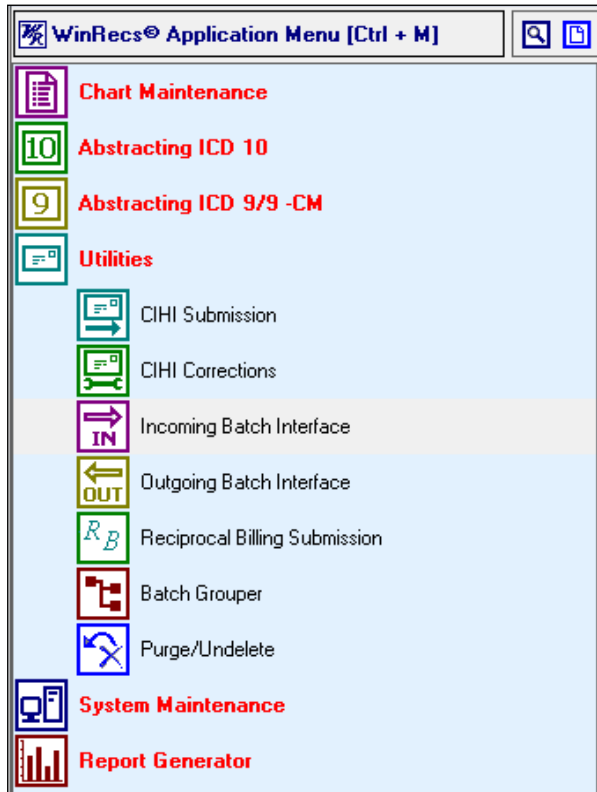 WinRecs© Application Menu [Ctrl + M]
Chart Maintenance
10 Abstracting ICD 10
9 Abstracting ICD 9/9 -CM
Utilities
CIHI Submission
CIHI Corrections
IN Incoming Batch Interface
OUT Outgoing Batch Interface
RB Reciprocal Billing Submission
Batch Grouper
Purge/Undelete
System Maintenance
Report Generator